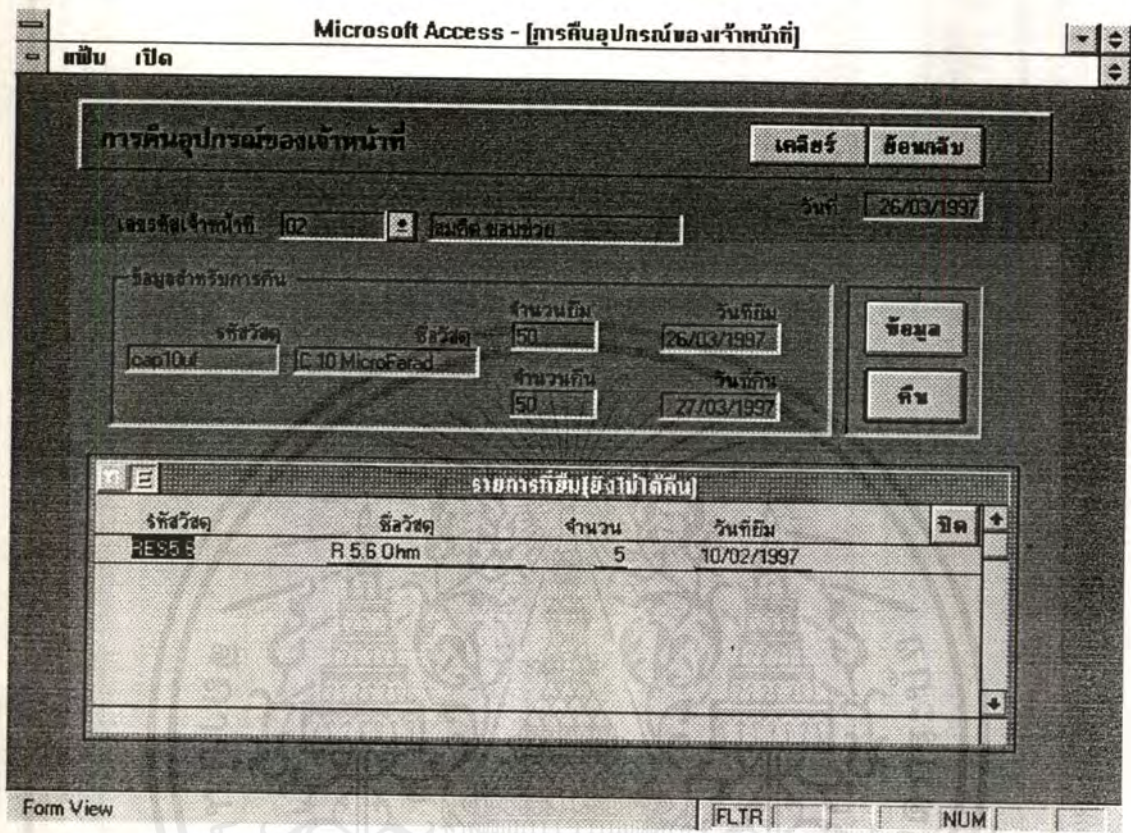 Microsoft Access - [การคืนอุปกรณ์ของเจ้าหน้าที่]
แฟ้ม เปิด
การคืนอุปกรณ์ของเจ้าหน้าที่
เคลียร์ ย้อนกลับ
วันที่ 26/03/1997
เลขรหัสเจ้าหน้าที่ 02 สมคิด ชอบช่วย
ข้อมูลสำหรับการคืน
รหัสวัสดุ ชื่อวัสดุ จำนวนยืม วันที่ยืม
cap10uf C 10 MicroFarad 50 26/03/1997
จำนวนคืน วันที่คืน
50 27/03/1997
ข้อมูล
คืน
รายการที่ยืม[ยังไม่ได้คืน]
รหัสวัสดุ ชื่อวัสดุ จำนวน วันที่ยืม ปิด
RES5.6 R 5.6 Ohm 5 10/02/1997
Form View FLTR NUM